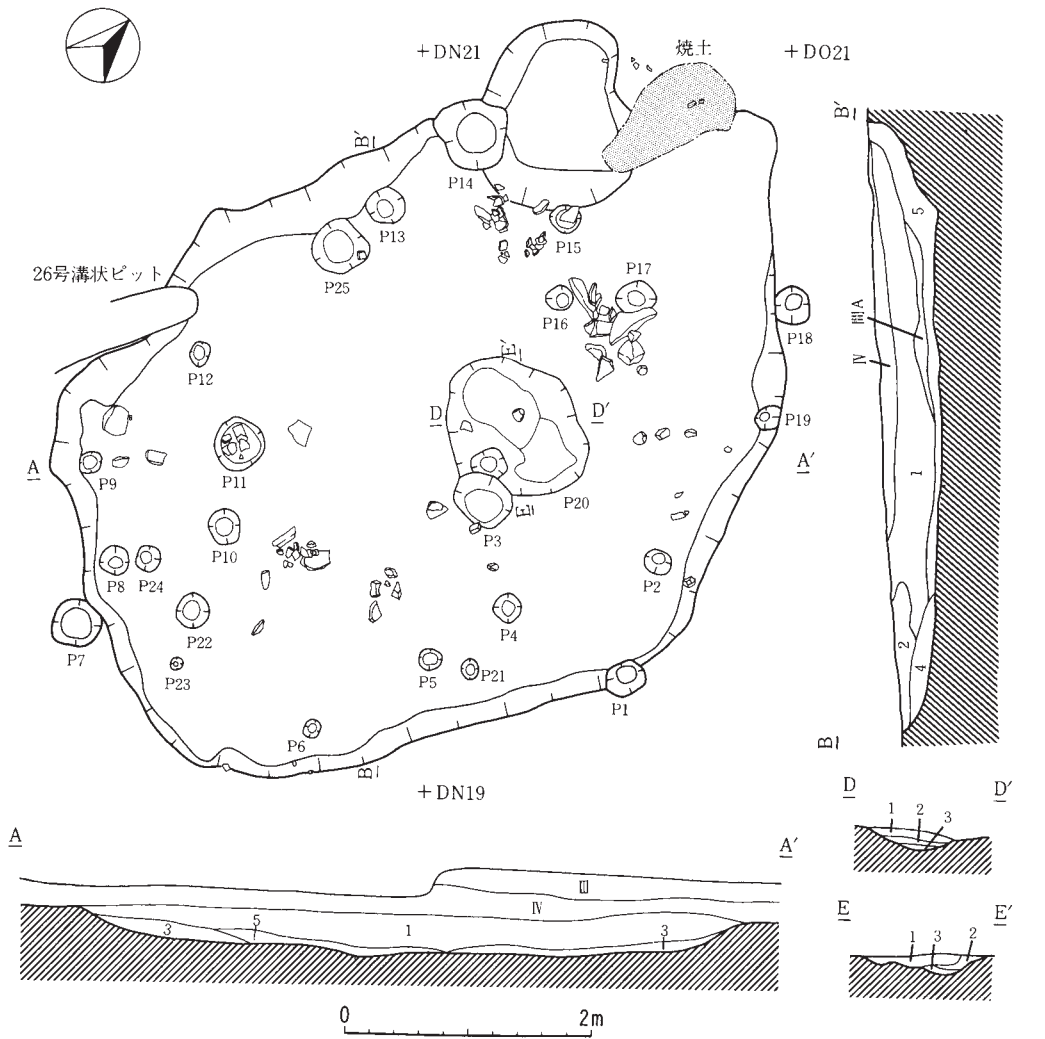 +DN21
焼土
+DO21
B'
B'
P14
P15
P13
P25
26号溝状ピット
P16
P17
P18
P12
E'
D
D'
P19
A
A'
P9
P11
P20
E
P3
P10
P8
P24
P2
P7
P22
P4
P23
P5
P21
P1
P6
B
+DN19
5
間A
Ⅳ
1
2
4
B
A
A'
Ⅲ
Ⅳ
3
5
1
3
D
D'
1
2
3
E
E'
1
3
2
0
2m